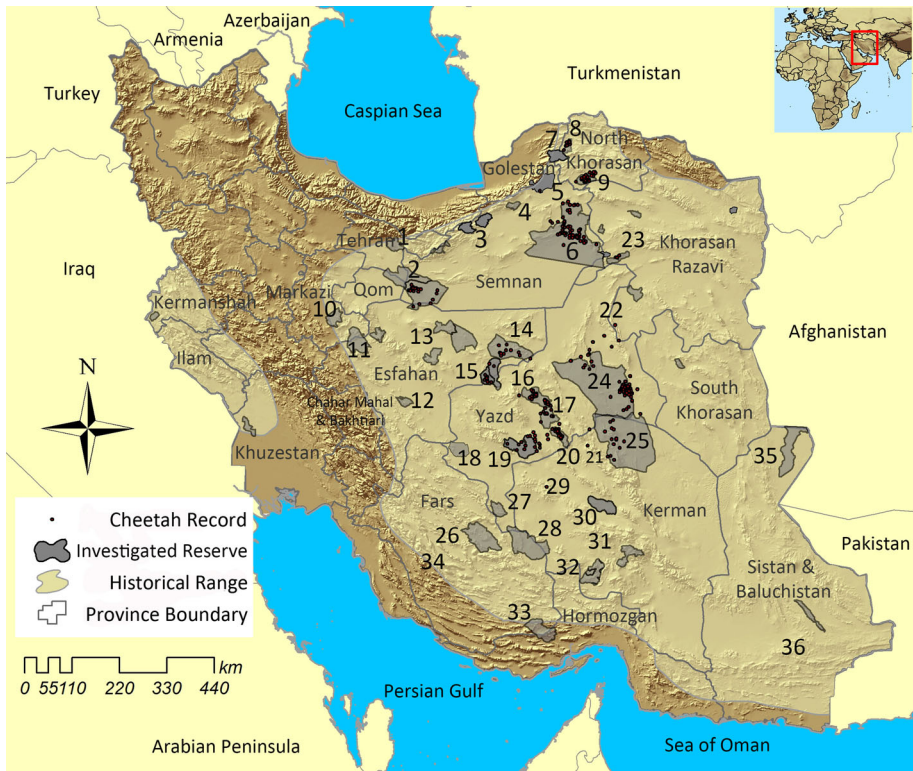 Azerbaijan
Armenia
Turkey
Caspian Sea
Turkmenistan
8
7
North
Khorasan
Golestan
9
5
4
Tehran
1
3
6
23
Khorasan
Razavi
Iraq
2
Qom
Semnan
Kermanshah
Markazi
10
22
Afghanistan
Ilam
11
13
14
N
Esfahan
15
16
24
South
Khorasan
12
Chahar Mahal
& Bakhtiari
Yazd
17
Khuzestan
18
19
20
21
25
35
Fars
27
29
30
Kerman
Cheetah Record
Investigated Reserve
Historical Range
Province Boundary
26
28
31
Pakistan
34
32
Sistan &
Baluchistan
33
Hormozgan
36
km
0 55110 220 330 440
Persian Gulf
Arabian Peninsula
Sea of Oman